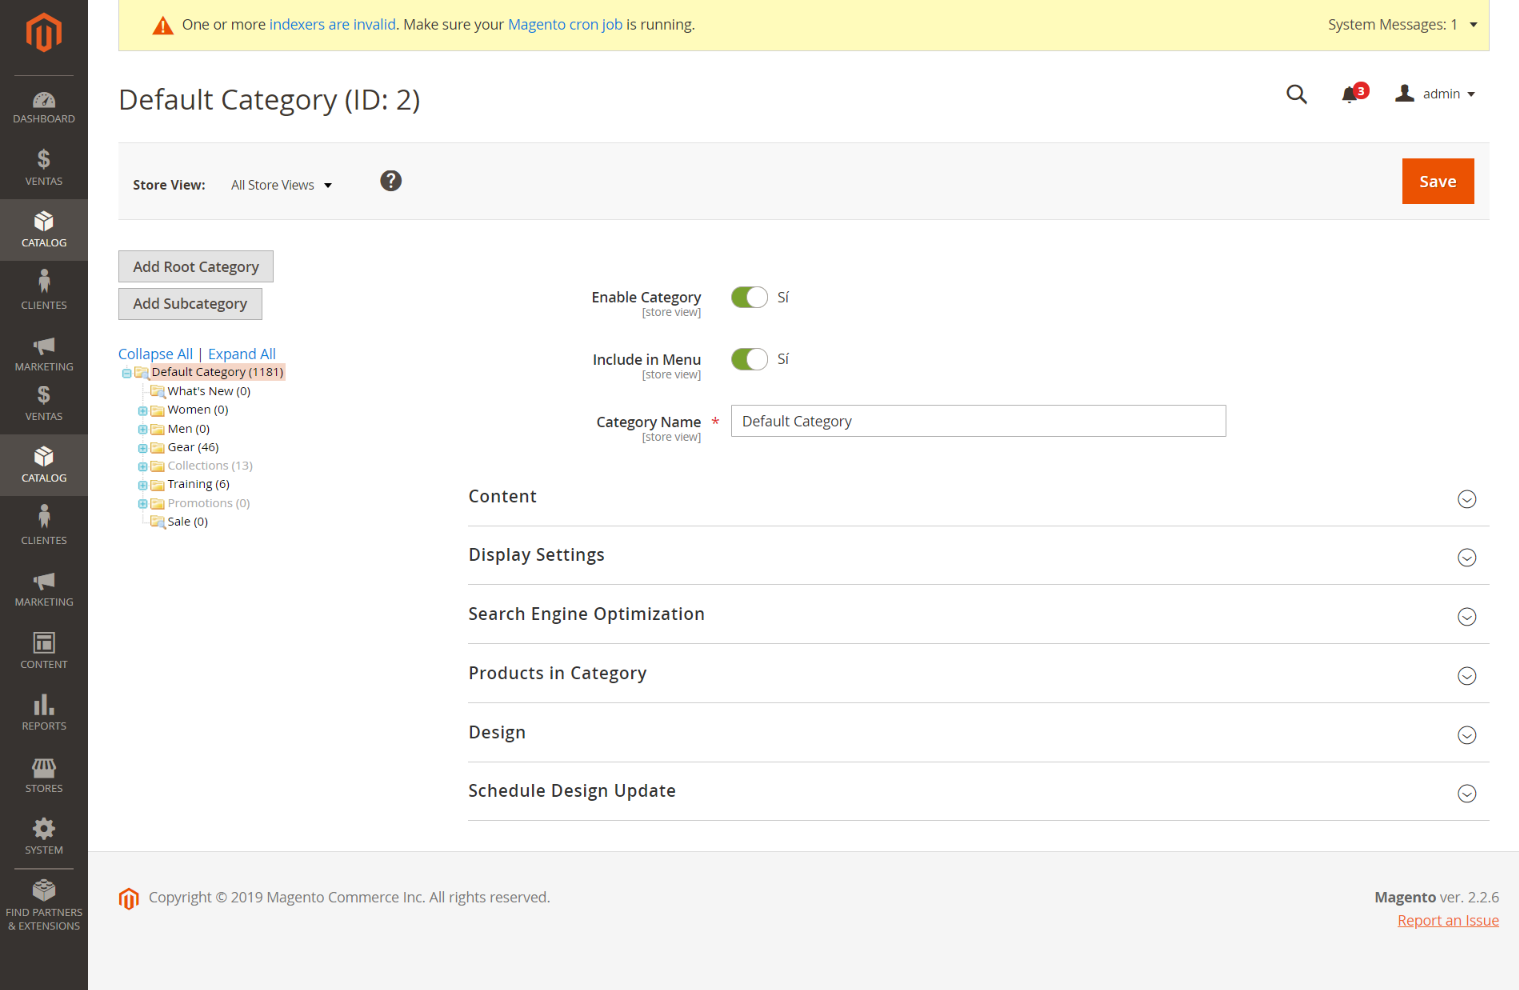 One or more indexers are invalid. Make sure your Magento cron job is running.
System Messages: 1
Default Category (ID: 2)
3
admin
DASHBOARD
VENTAS
CATALOG
CLIENTES
MARKETING
VENTAS
CATALOG
CLIENTES
MARKETING
CONTENT
REPORTS
STORES
SYSTEM
FIND PARTNERS
& EXTENSIONS
Store View:
All Store Views
?
Save
Add Root Category
Add Subcategory
Collapse All | Expand All
Default Category (1181)
What's New (0)
Women (0)
Men (0)
Gear (46)
Collections (13)
Training (6)
Promotions (0)
Sale (0)
Enable Category
[store view]
Sí
Include in Menu
[store view]
Sí
Category Name *
[store view]
Default Category
Content
Display Settings
Search Engine Optimization
Products in Category
Design
Schedule Design Update
Copyright © 2019 Magento Commerce Inc. All rights reserved.
Magento ver. 2.2.6
Report an Issue